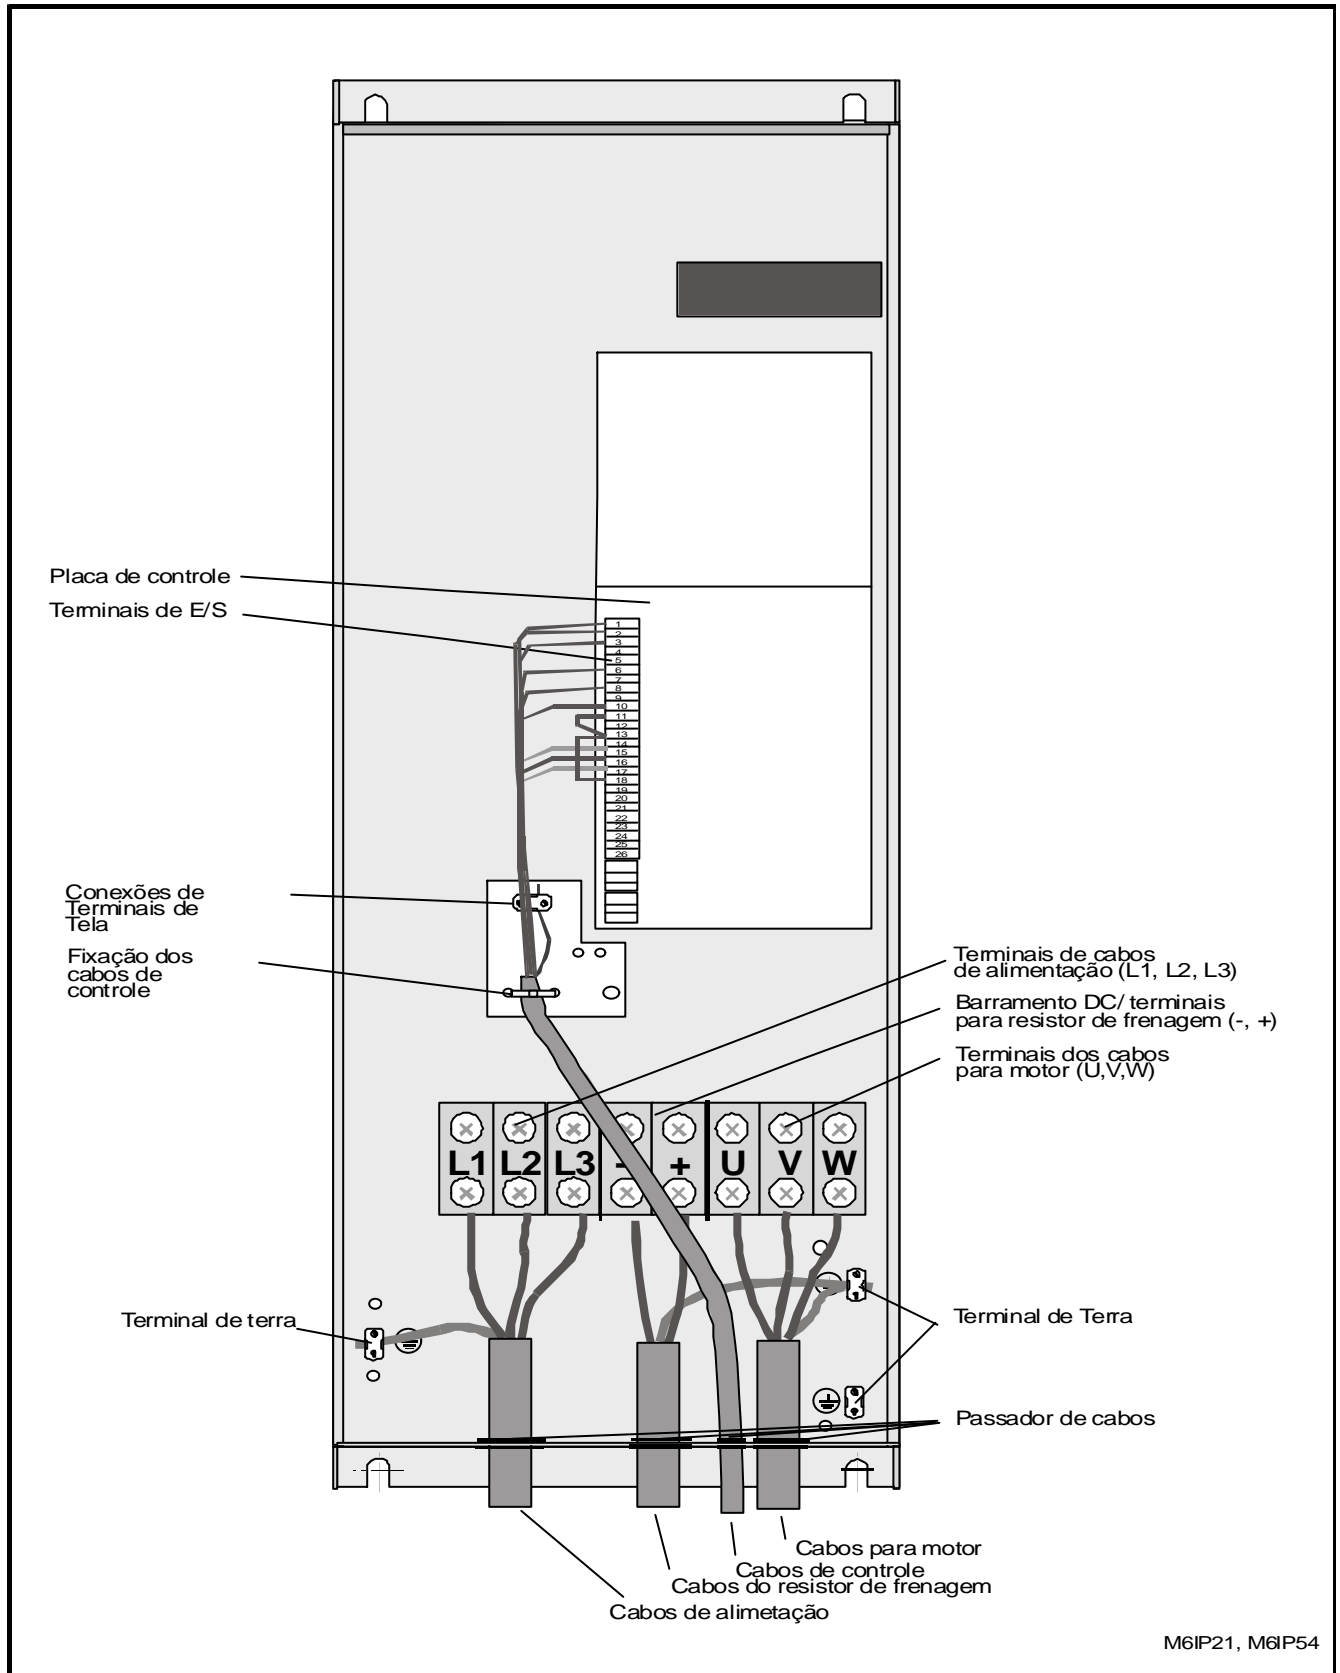 Placa de controle
Terminais de E/S
1
2
3
4
5
6
7
8
9
10
11
12
13
14
15
16
17
18
19
20
21
22
23
24
25
26
Conexões de
Terminais de
Tela
Fixação dos
cabos de
controle
Terminais de cabos
de alimentação (L1, L2, L3)
Barramento DC/ terminais
para resistor de frenagem (-, +)
Terminais dos cabos
para motor (U,V,W)
L1 L2 L3 - + U V W
Terminal de terra
Terminal de Terra
Passador de cabos
Cabos para motor
Cabos de controle
Cabos do resistor de frenagem
Cabos de alimetação
M6IP21, M6IP54